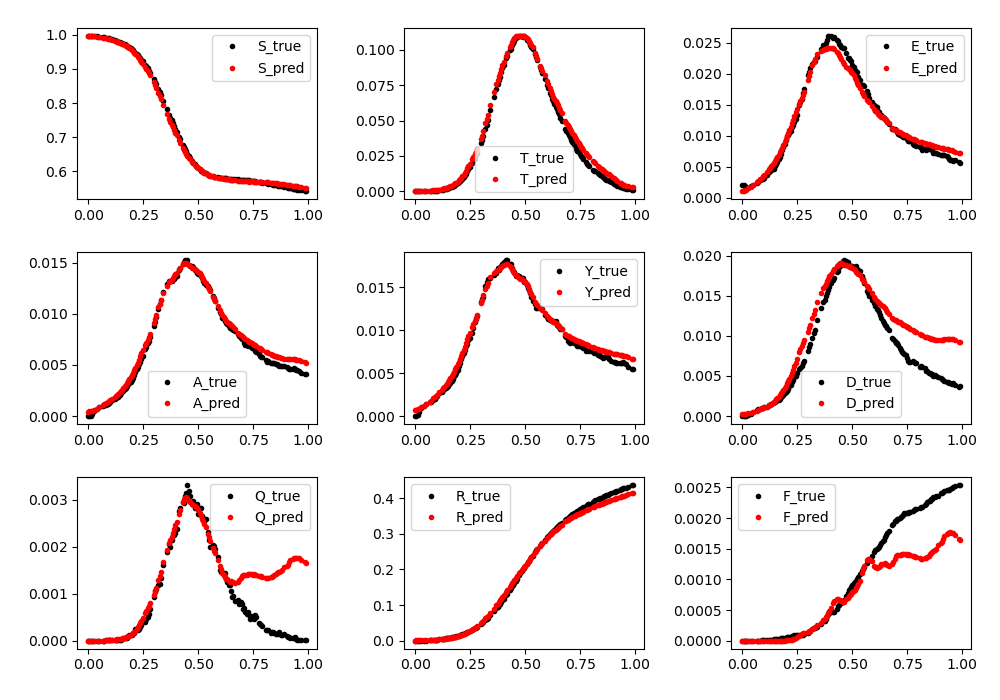 1.0
0.9
0.8
0.7
0.6
0.00 0.25 0.50 0.75 1.00
S_true
S_pred
0.100
0.075
0.050
0.025
0.000
0.00 0.25 0.50 0.75 1.00
T_true
T_pred
0.025
0.020
0.015
0.010
0.005
0.000
0.00 0.25 0.50 0.75 1.00
E_true
E_pred
0.015
0.010
0.005
0.000
0.00 0.25 0.50 0.75 1.00
A_true
A_pred
0.015
0.010
0.005
0.000
0.00 0.25 0.50 0.75 1.00
Y_true
Y_pred
0.020
0.015
0.010
0.005
0.000
0.00 0.25 0.50 0.75 1.00
D_true
D_pred
0.003
0.002
0.001
0.000
0.00 0.25 0.50 0.75 1.00
Q_true
Q_pred
0.4
0.3
0.2
0.1
0.0
0.00 0.25 0.50 0.75 1.00
R_true
R_pred
0.0025
0.0020
0.0015
0.0010
0.0005
0.0000
0.00 0.25 0.50 0.75 1.00
F_true
F_pred